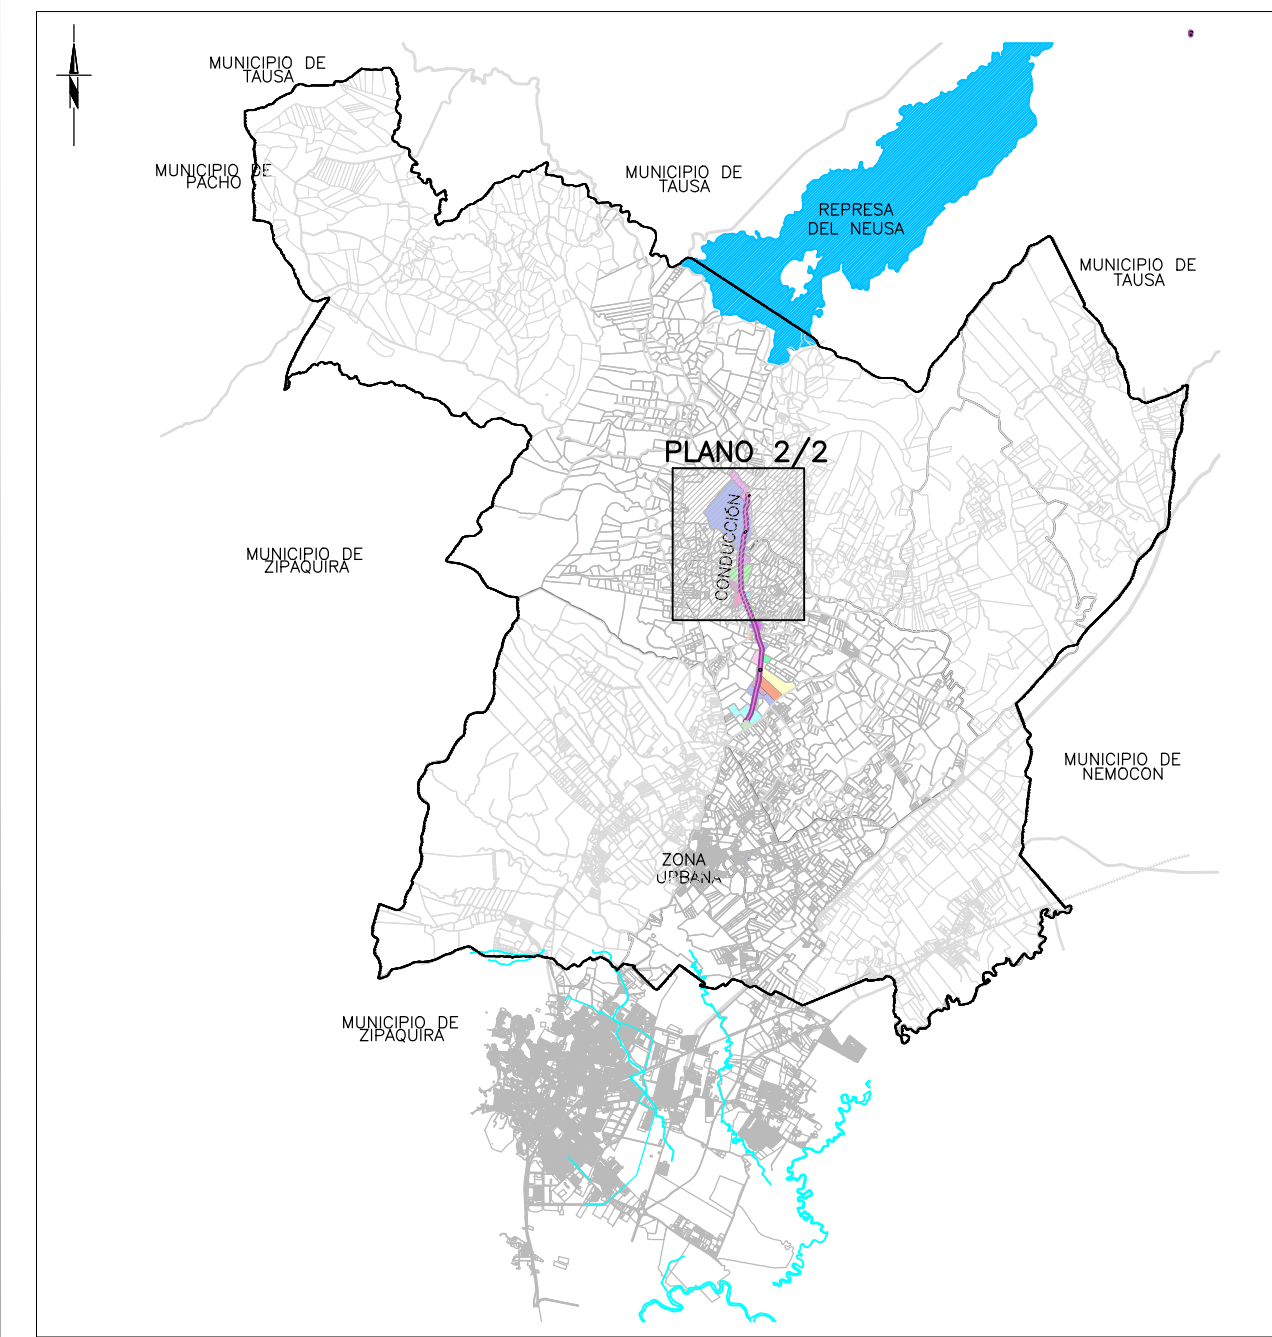 MUNICIPIO DE
TAUSA
MUNICIPIO DE
PACHO
MUNICIPIO DE
TAUSA
REPRESA
DEL NEUSA
MUNICIPIO DE
TAUSA
PLANO 2/2
CONDUCCIÓN
MUNICIPIO DE
ZIPAQUIRA
MUNICIPIO DE
NEMOCON
ZONA
URBANA
MUNICIPIO DE
ZIPAQUIRA
N